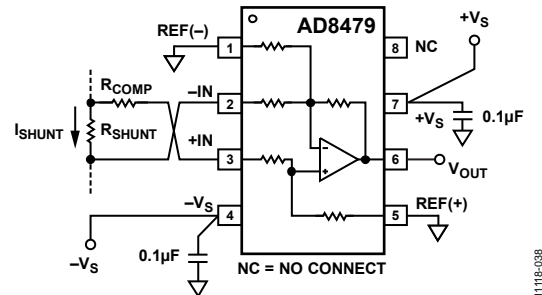 REF(–)
AD8479
+VS
1
8
NC
RCOMP
–IN
2
7
ISHUNT
RSHUNT
+VS
0.1µF
+IN
3
6
VOUT
–VS
REF(+)
4
5
–VS
0.1µF
NC = NO CONNECT
11118-038